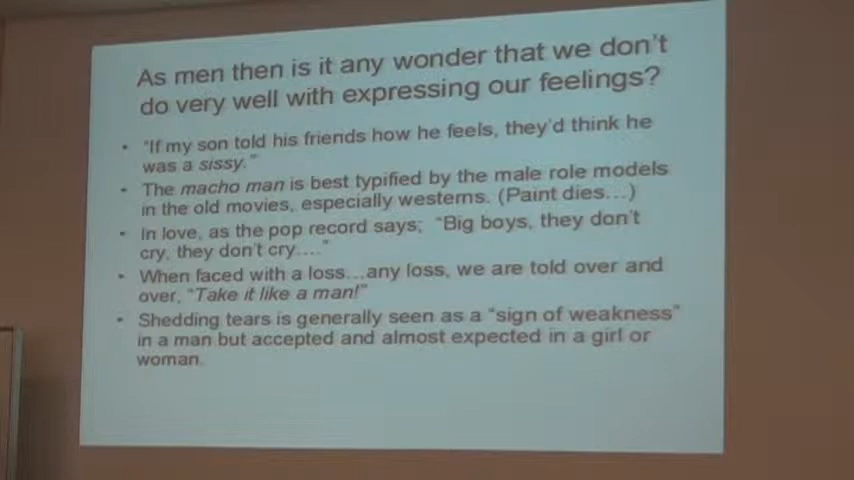 As men then is it any wonder that we don't
do very well with expressing our feelings?
• "If my son told his friends how he feels, they'd think he
was a sissy."
• The macho man is best typified by the male role models
in the old movies, especially westerns. (Paint dies…)
• In love, as the pop record says; "Big boys, they don't
cry, they don't cry…."
• When faced with a loss…any loss, we are told over and
over, "Take it like a man!"
• Shedding tears is generally seen as a "sign of weakness"
in a man but accepted and almost expected in a girl or
woman.